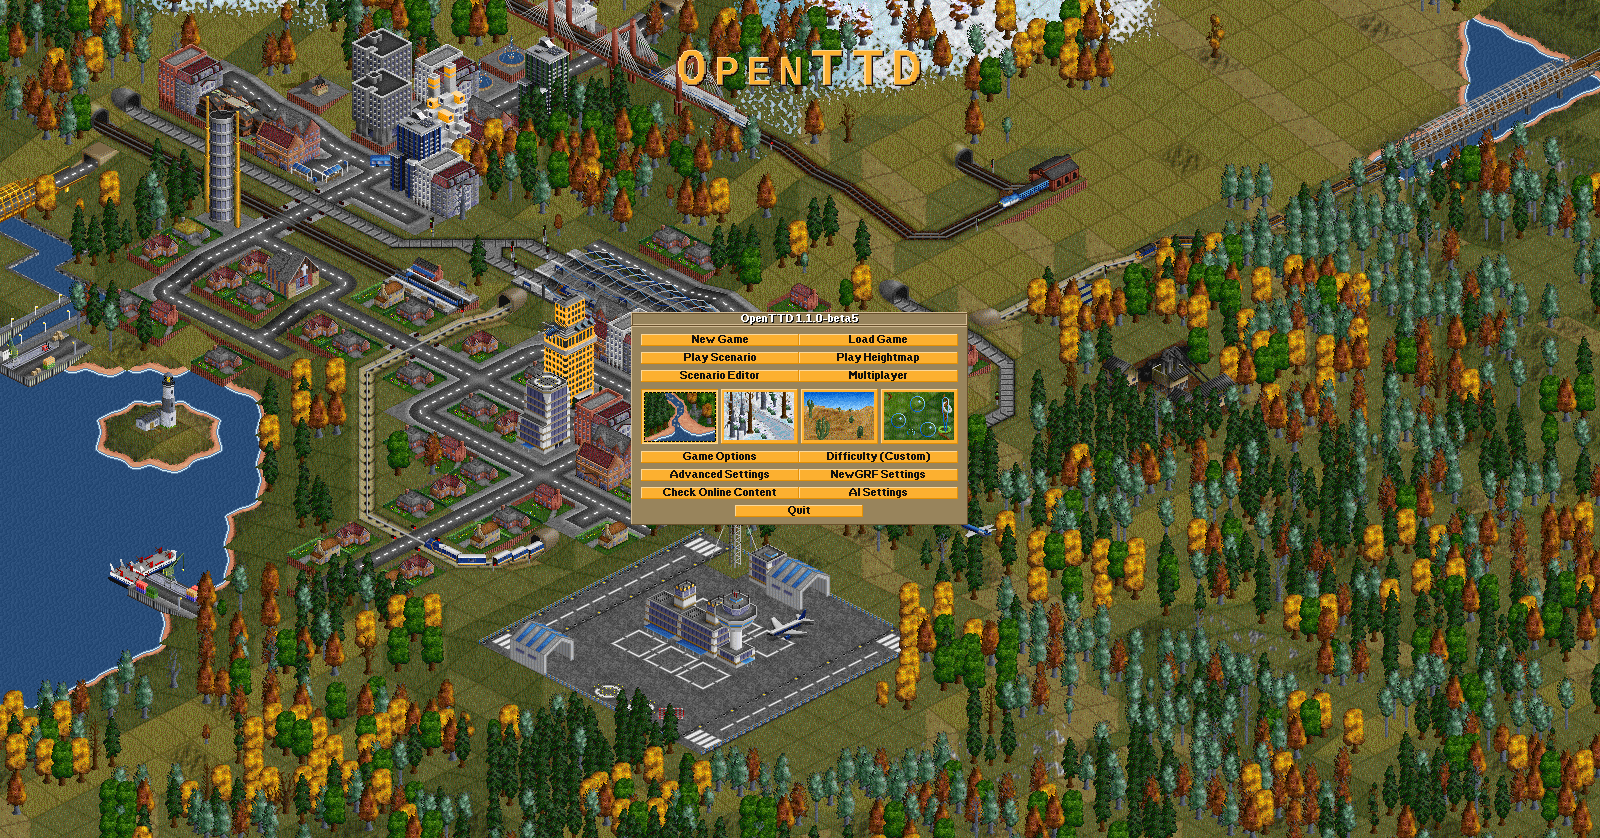 OPENTTD
OpenTTD 1.1.0-beta5
New Game
Load Game
Play Scenario
Play Heightmap
Scenario Editor
Multiplayer
Game Options
Difficulty (Custom)
Advanced Settings
NewGRF Settings
Check Online Content
AI Settings
Quit